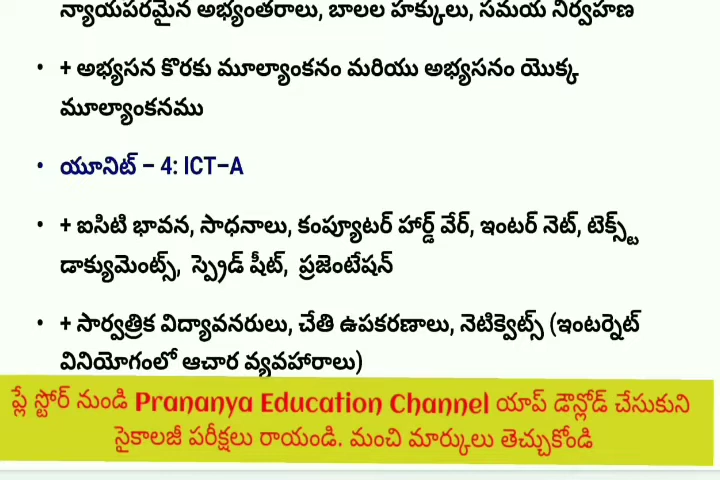 న్యాయపరమైన అభ్యంతరాలు, బాలల హక్కులు, సమయ నిర్వహణ
• + అభ్యసన కొరకు మూల్యాంకనం మరియు అభ్యసనం యొక్క
మూల్యాంకనము
• యూనిట్ – 4: ICT–A
• + ఐసిటి భావన, సాధనాలు, కంప్యూటర్ హార్డ్ వేర్, ఇంటర్ నెట్, టెక్స్ట్
డాక్యుమెంట్స్, స్ప్రెడ్ షీట్, ప్రజెంటేషన్
• + సార్వత్రిక విద్యావనరులు, చేతి ఉపకరణాలు, నెటిక్వెట్స్ (ఇంటర్నెట్
వినియోగంలో ఆచార వ్యవహారాలు)
ప్లే స్టోర్ నుండి Prananya Education Channel యాప్ డౌన్లోడ్ చేసుకుని
సైకాలజీ పరీక్షలు రాయండి. మంచి మార్కులు తెచ్చుకోండి